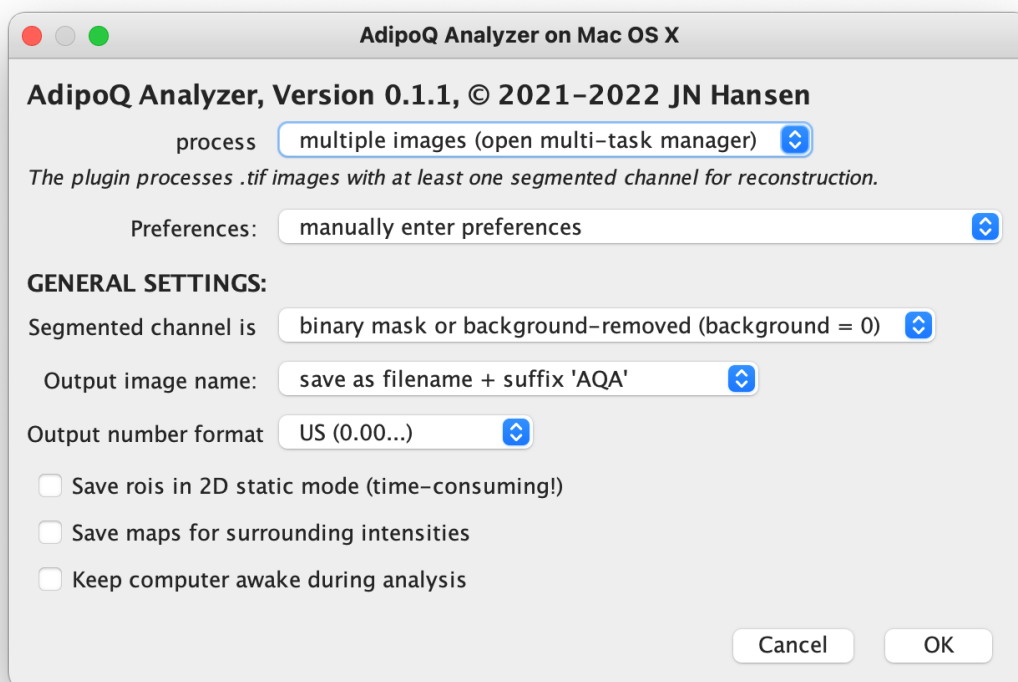 AdipoQ Analyzer on Mac OS X
AdipoQ Analyzer, Version 0.1.1, © 2021-2022 JN Hansen
process multiple images (open multi-task manager)
The plugin processes .tif images with at least one segmented channel for reconstruction.
Preferences: manually enter preferences
GENERAL SETTINGS:
Segmented channel is binary mask or background-removed (background = 0)
Output image name: save as filename + suffix 'AQA'
Output number format US (0.00...)
Save rois in 2D static mode (time-consuming!)
Save maps for surrounding intensities
Keep computer awake during analysis
Cancel OK